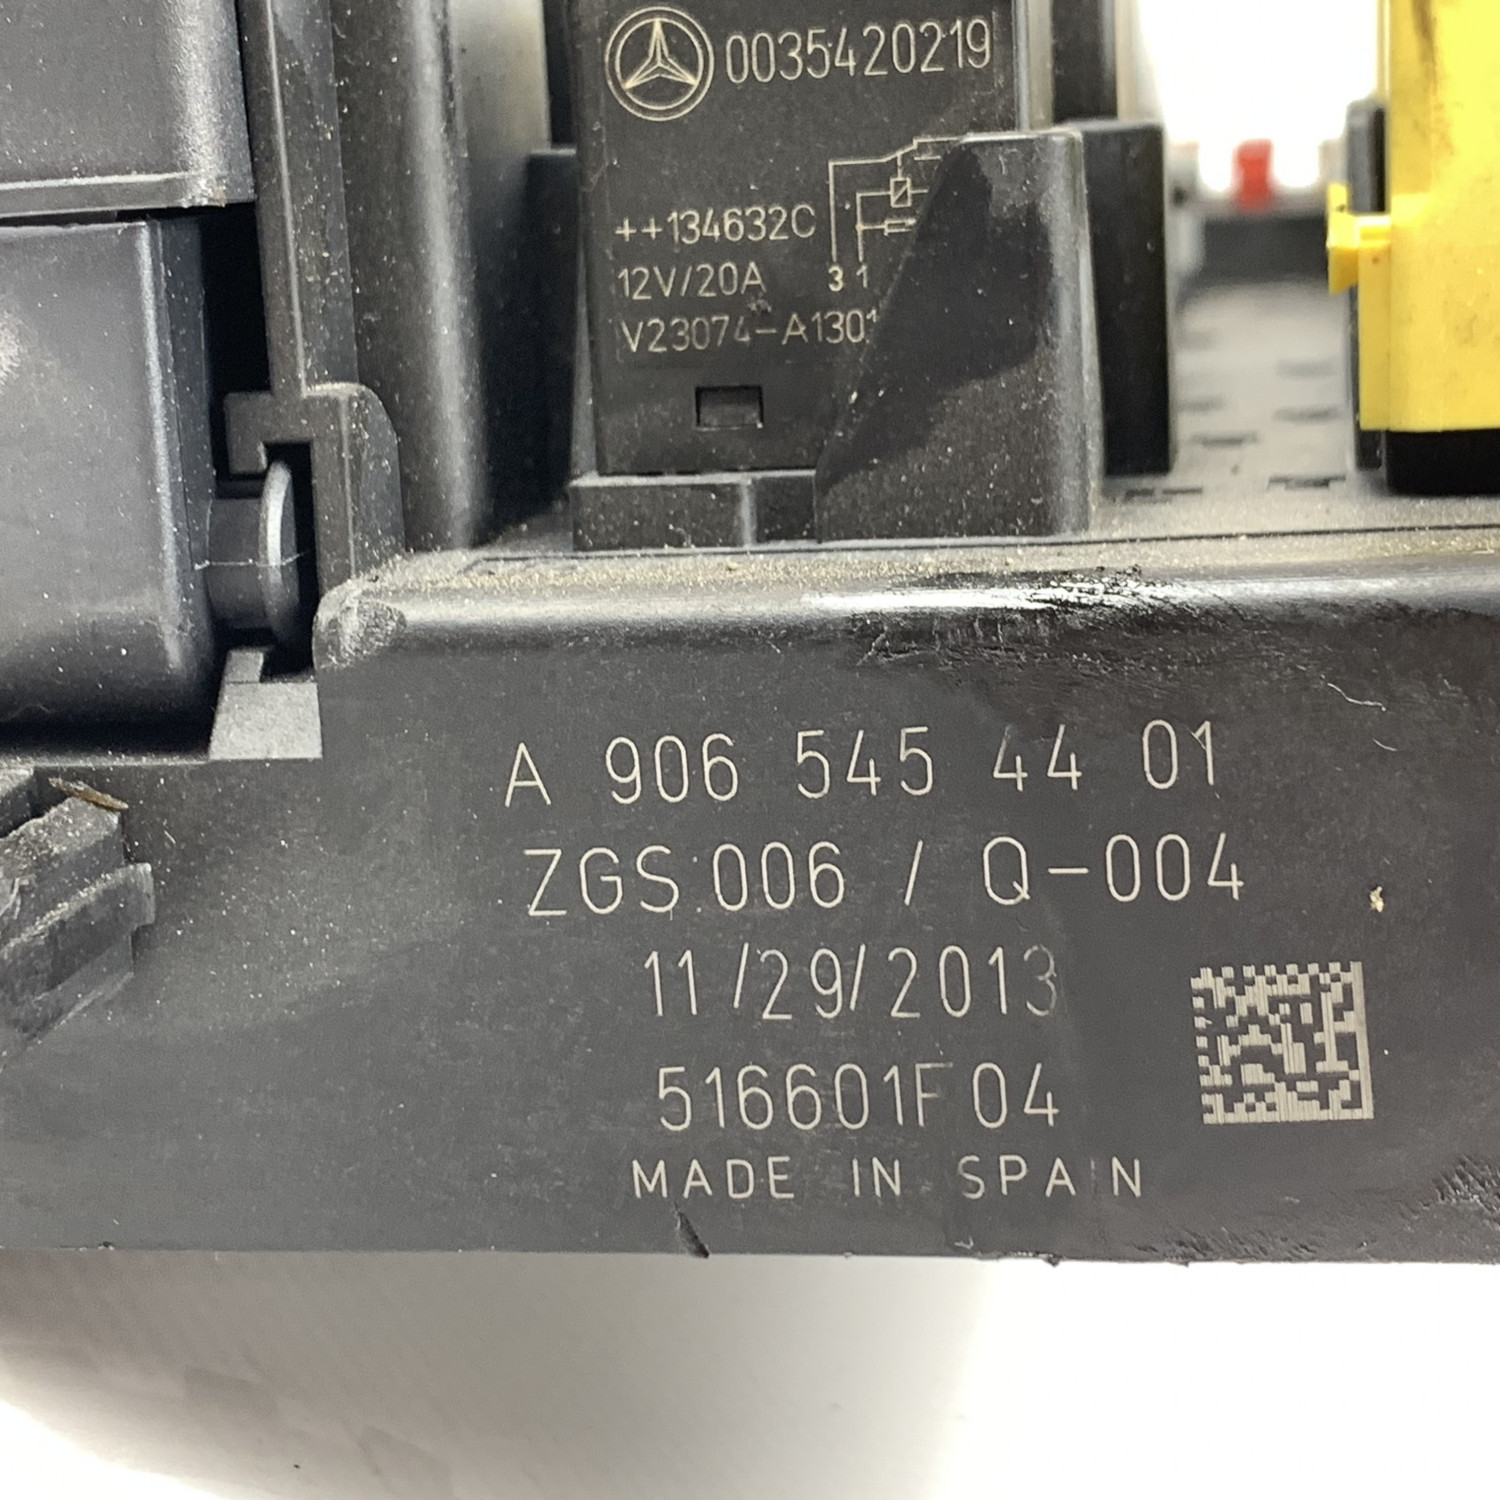 0035420219
++134632C
12V/20A 3 1
V23074-A1301
A 906 545 44 01
ZGS:006 / Q-004
11/29/2013
516601F04
MADE IN SPAIN